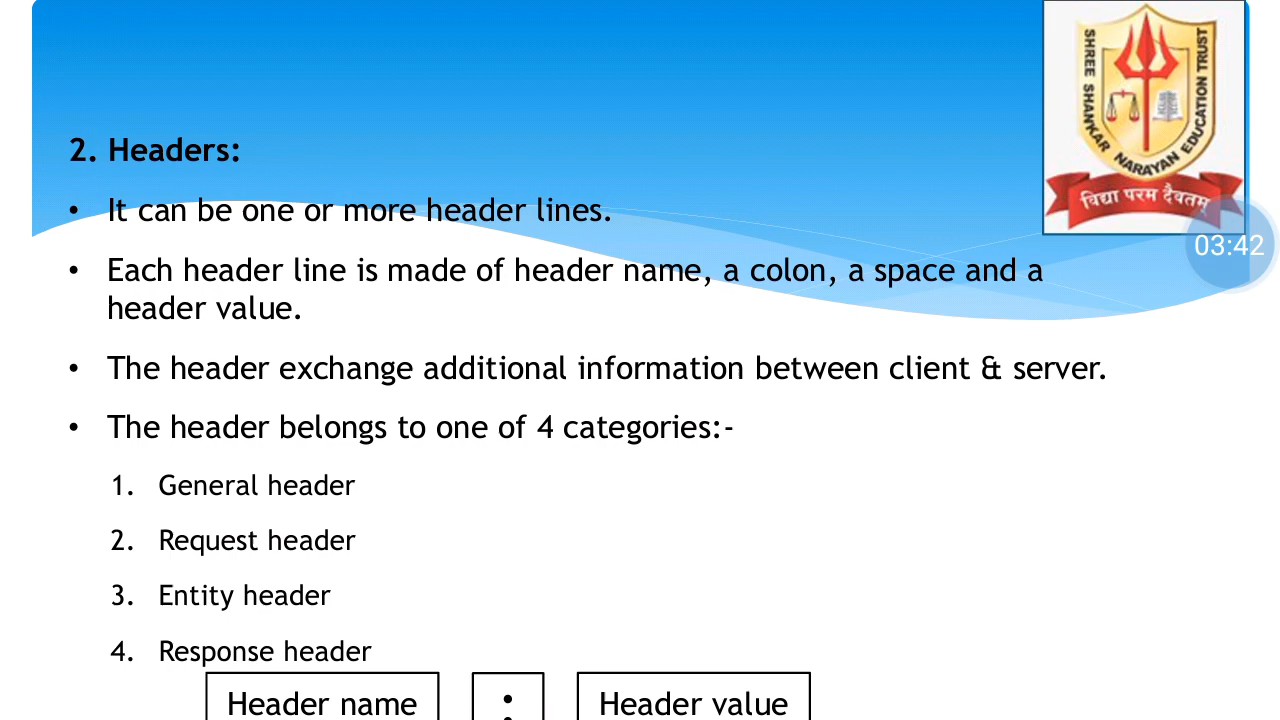 SHREE SHANKAR NARAYAN EDUCATION TRUST
विद्या परम दैवतम्
03:42
2. Headers:
• It can be one or more header lines.
• Each header line is made of header name, a colon, a space and a
header value.
• The header exchange additional information between client & server.
• The header belongs to one of 4 categories:-
1. General header
2. Request header
3. Entity header
4. Response header
Header name : Header value